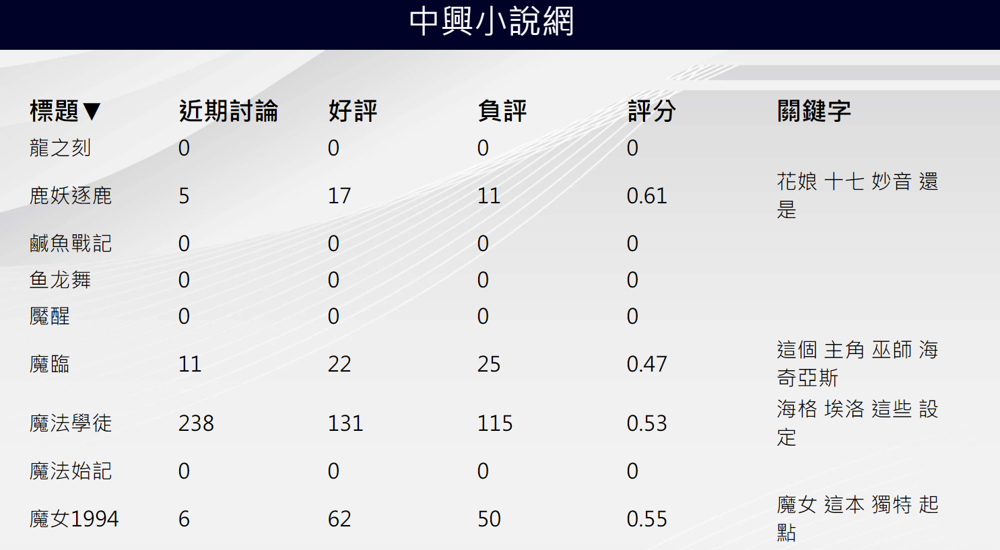 中興小說網
標題▼ 近期討論 好評 負評 評分 關鍵字
龍之刻 0 0 0 0
鹿妖逐鹿 5 17 11 0.61 花娘 十七 妙音 還
是
鹹魚戰記 0 0 0 0
鱼龙舞 0 0 0 0
魘醒 0 0 0 0
魔臨 11 22 25 0.47 這個 主角 巫師 海
奇亞斯
魔法學徒 238 131 115 0.53 海格 埃洛 這些 設
定
魔法始記 0 0 0 0
魔女1994 6 62 50 0.55 魔女 這本 獨特 起
點